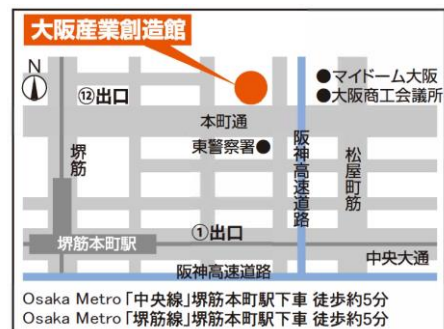 大阪産業創造館
N
⑫出口
●マイドーム大阪
●大阪商工会議所
本町通
東警察署●
堺筋
阪神高速道路
松屋町筋
①出口
堺筋本町駅
中央大通
阪神高速道路
Osaka Metro「中央線」堺筋本町駅下車 徒歩約5分
Osaka Metro「堺筋線」堺筋本町駅下車 徒歩約5分